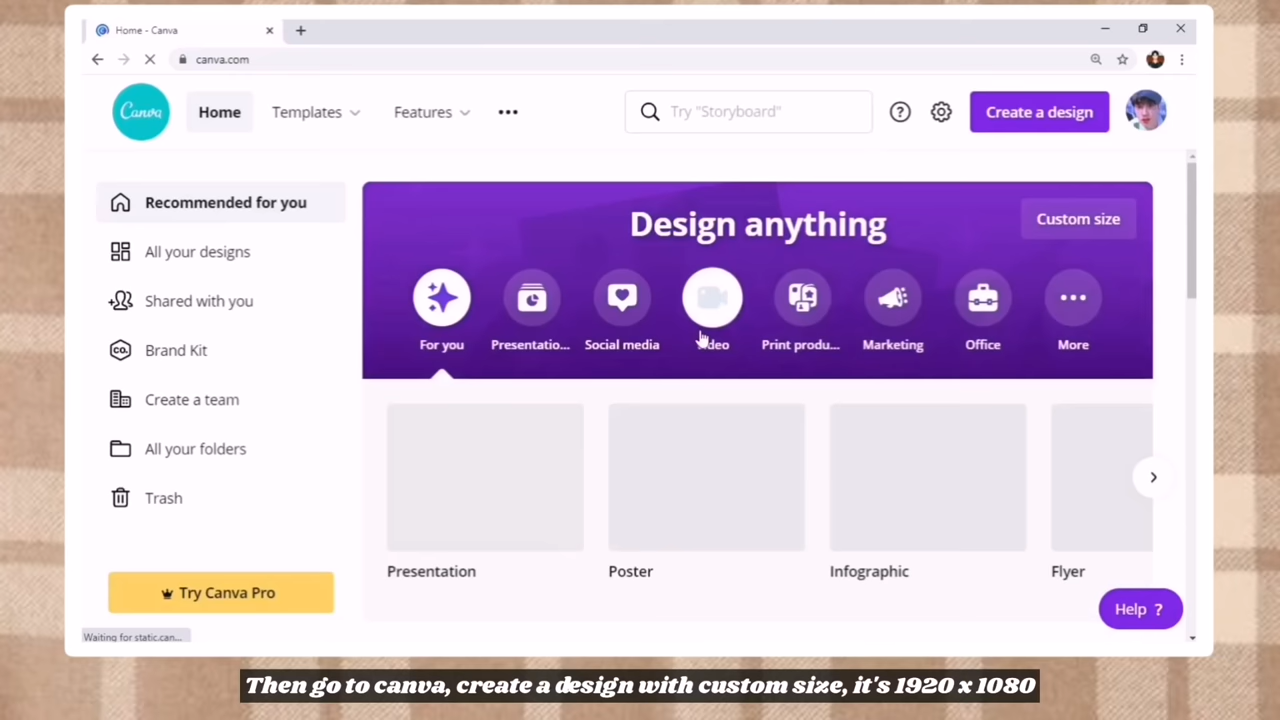 Home - Canva
canva.com
Canva
Home
Templates
Features
Try "Storyboard"
Create a design
Recommended for you
All your designs
Shared with you
CO.
Brand Kit
Create a team
All your folders
Trash
Try Canva Pro
Design anything
Custom size
For you
Presentatio...
Social media
Print produ...
Marketing
Office
More
Presentation
Poster
Infographic
Flyer
Help ?
Waiting for static.can...
Then go to canva, create a design with custom size, it's 1920 x 1080